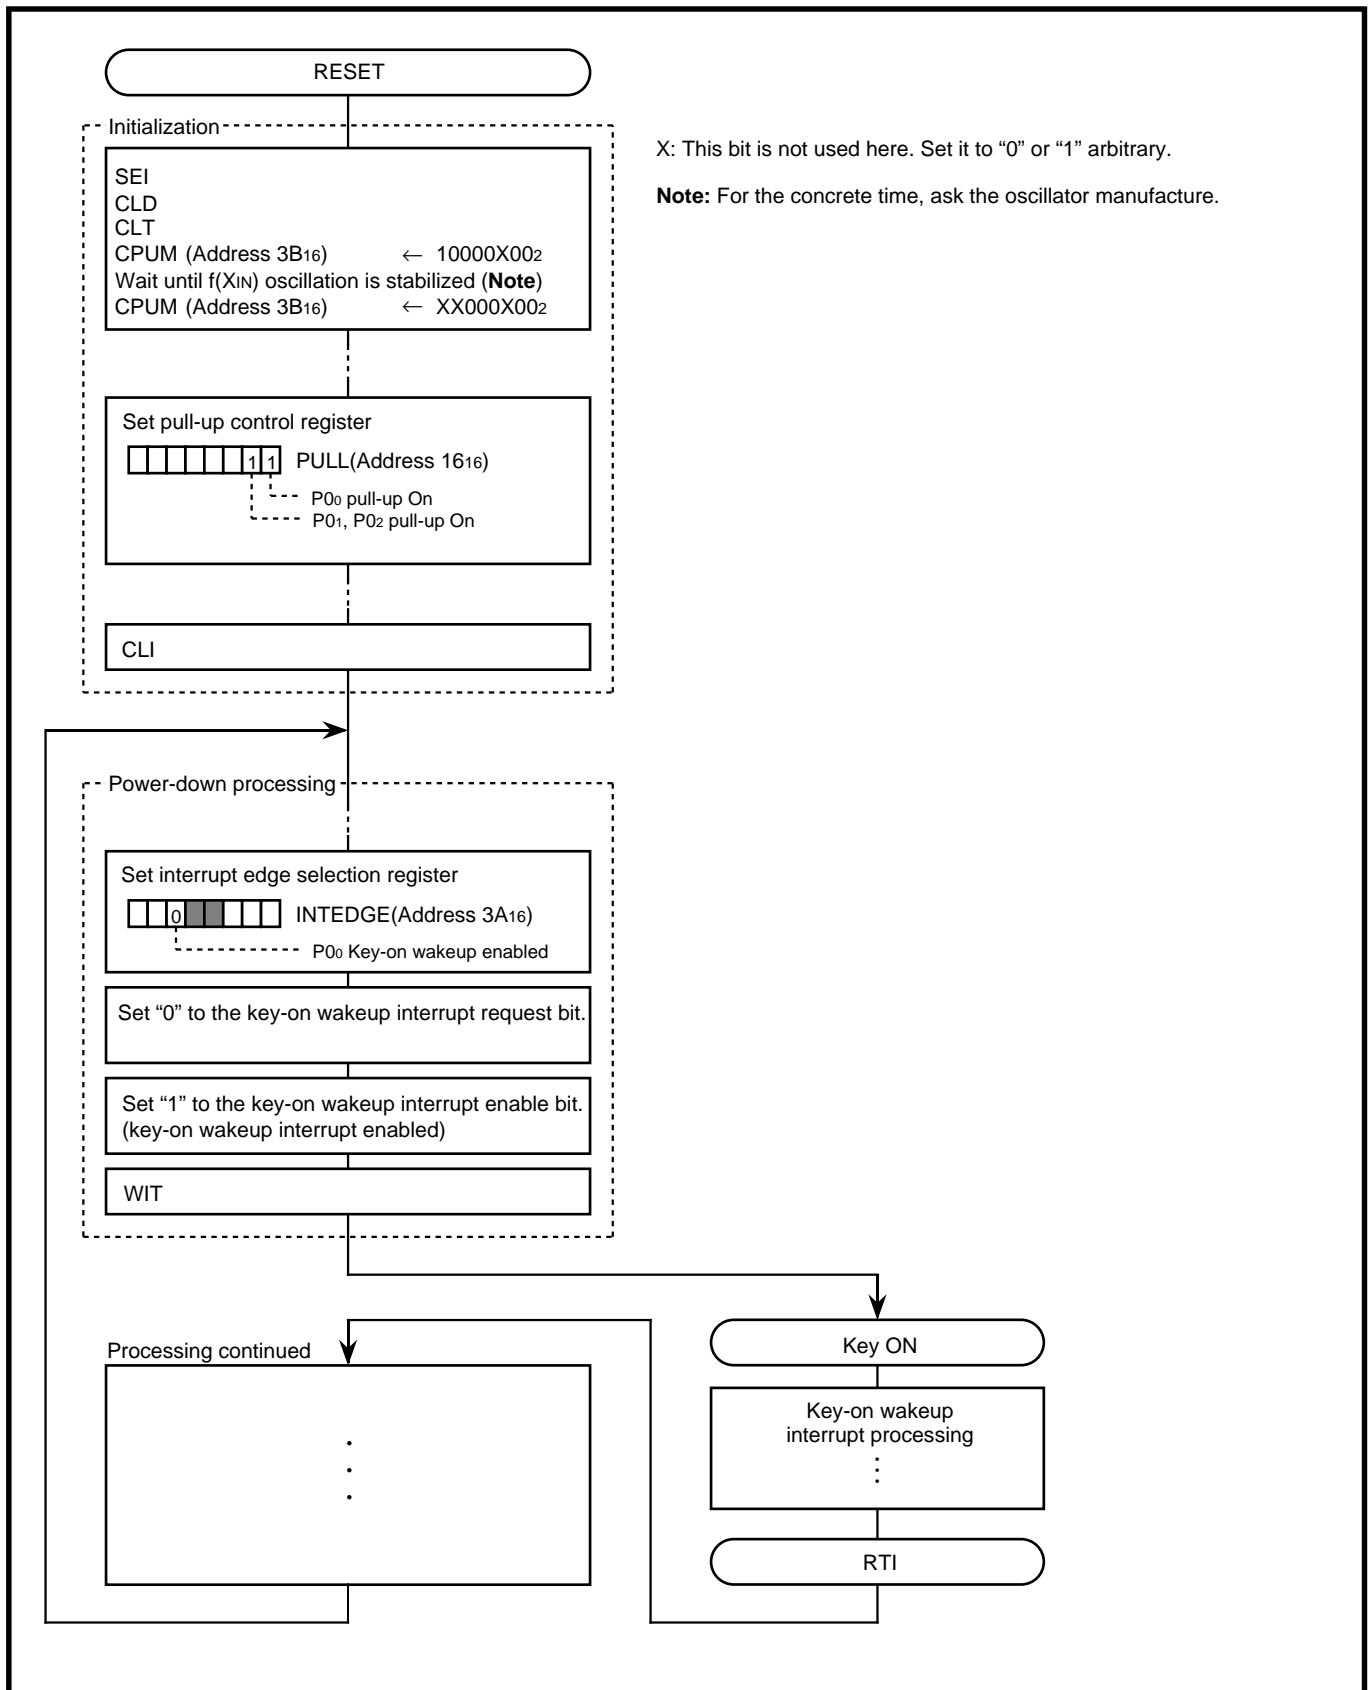 RESET
Initialization
X: This bit is not used here. Set it to “0” or “1” arbitrary.
Note: For the concrete time, ask the oscillator manufacture.
SEI
CLD
CLT
CPUM (Address 3B16) ← 10000X002
Wait until f(XIN) oscillation is stabilized (Note)
CPUM (Address 3B16) ← XX000X002
Set pull-up control register
1 1 PULL(Address 1616)
P00 pull-up On
P01, P02 pull-up On
CLI
Power-down processing
Set interrupt edge selection register
0 INTEDGE(Address 3A16)
P00 Key-on wakeup enabled
Set “0” to the key-on wakeup interrupt request bit.
Set “1” to the key-on wakeup interrupt enable bit.
(key-on wakeup interrupt enabled)
WIT
Key ON
Processing continued
Key-on wakeup
interrupt processing
RTI